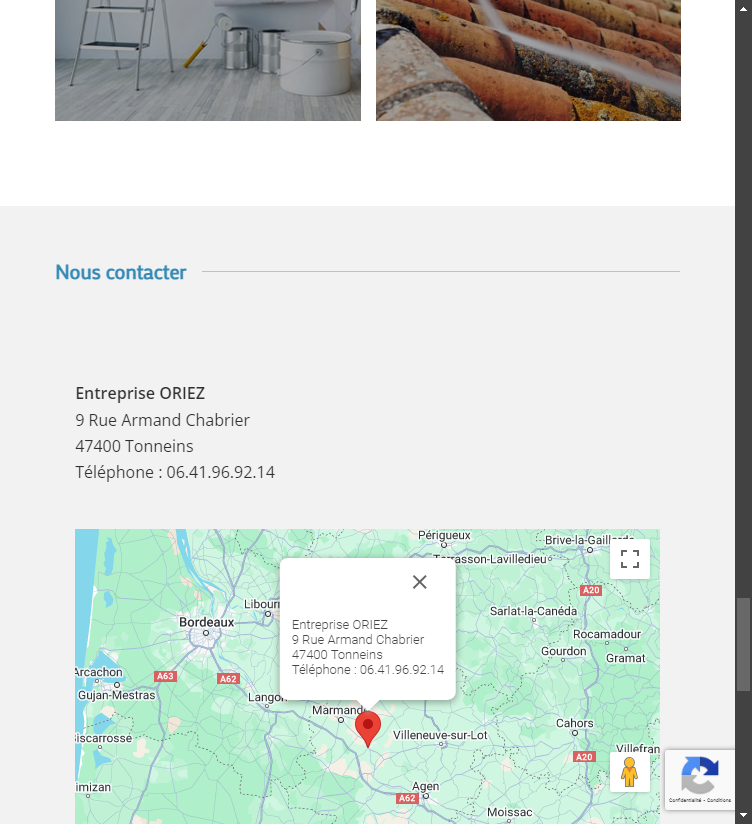 Nous contacter
Entreprise ORIEZ
9 Rue Armand Chabrier
47400 Tonneins
Téléphone : 06.41.96.92.14
Périgueux
Brive-la-Gaillarde
Terrasson-Lavilledieu
A20
Libourn
Bordeaux
Sarlat-la-Canéda
Rocamadour
Gourdon
Gramat
Entreprise ORIEZ
9 Rue Armand Chabrier
47400 Tonneins
Téléphone : 06.41.96.92.14
Arcachon
A63
A62
Gujan-Mestras
Langon
Marmande
Biscarrosse
Villeneuve-sur-Lot
Cahors
A20
Villefran
imizan
Agen
A62
Moissac
Confidentialité - Conditions